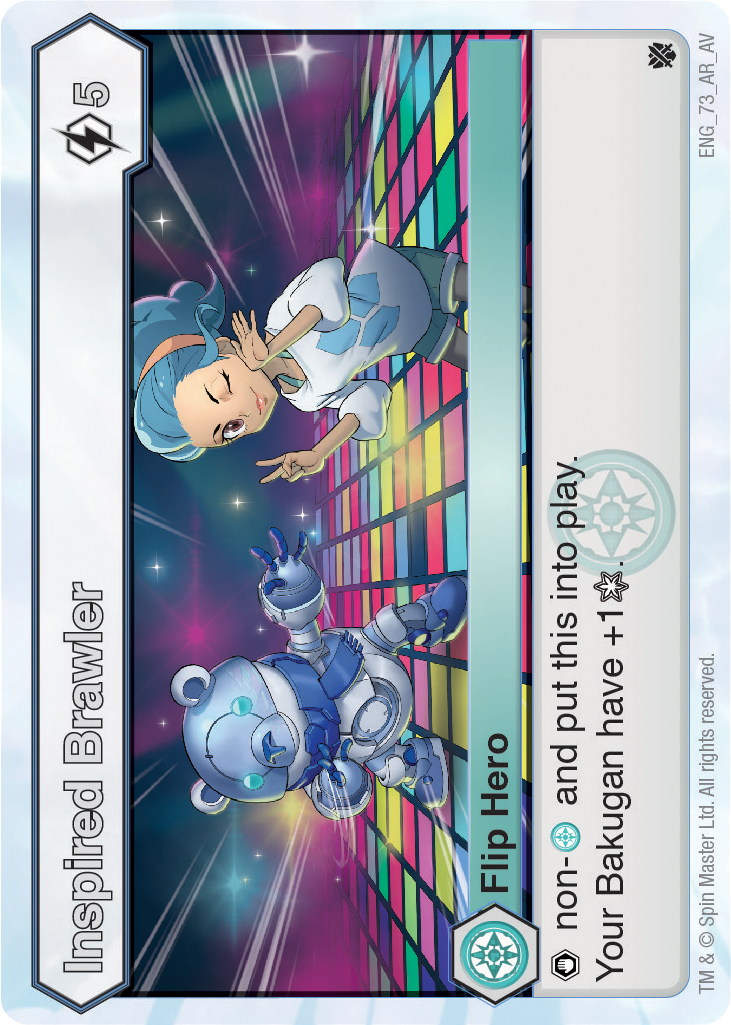 Inspired Brawler
5
Flip Hero
non- and put this into play.
Your Bakugan have +1.
TM & © Spin Master Ltd. All rights reserved.
ENG_73_AR_AV